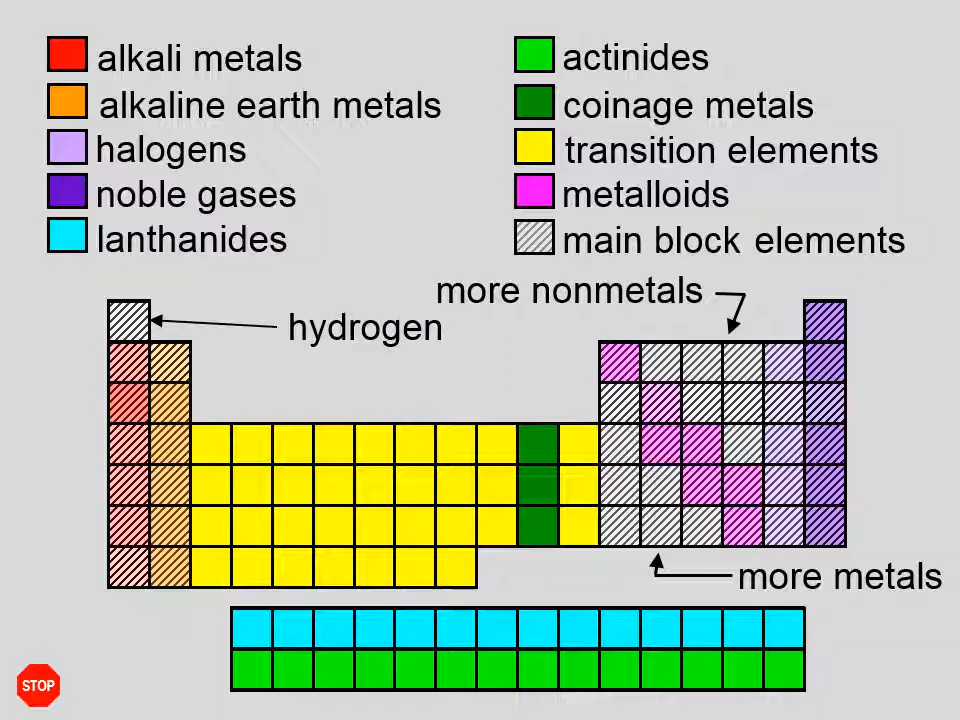 alkali metals
alkaline earth metals
halogens
noble gases
lanthanides
actinides
coinage metals
transition elements
metalloids
main block elements
more nonmetals
hydrogen
more metals
STOP